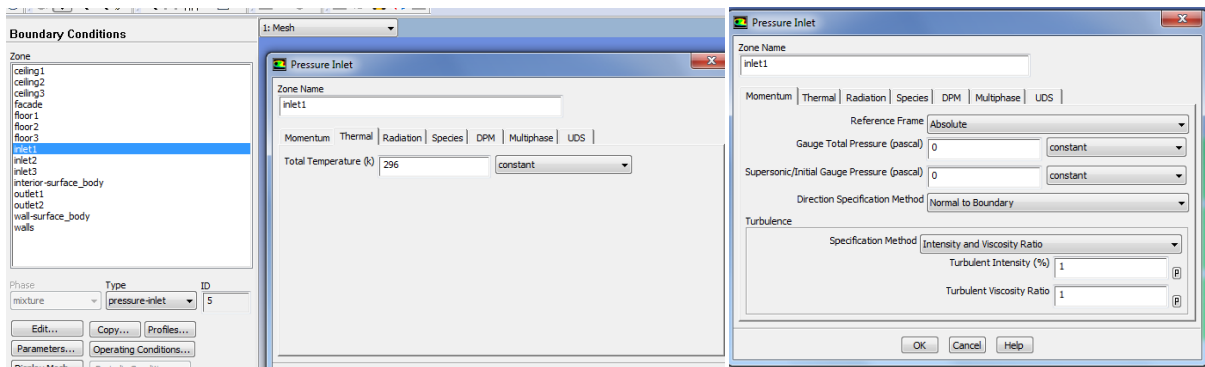 Boundary Conditions
Zone
ceiling1
ceiling2
ceiling3
facade
floor1
floor2
floor3
inlet1
inlet2
inlet3
interior-surface_body
outlet1
outlet2
wall-surface_body
walls
Phase
Type
ID
mixture
pressure-inlet
5
Edit...
Copy...
Profiles...
Parameters...
Operating Conditions...
1: Mesh
Pressure Inlet
Zone Name
inlet1
Momentum Thermal Radiation Species DPM Multiphase UDS
Total Temperature (k) 296 constant
Pressure Inlet
Zone Name
inlet1
Momentum Thermal Radiation Species DPM Multiphase UDS
Reference Frame Absolute
Gauge Total Pressure (pascal) 0 constant
Supersonic/Initial Gauge Pressure (pascal) 0 constant
Direction Specification Method Normal to Boundary
Turbulence
Specification Method Intensity and Viscosity Ratio
Turbulent Intensity (%) 1 P
Turbulent Viscosity Ratio 1 P
OK Cancel Help